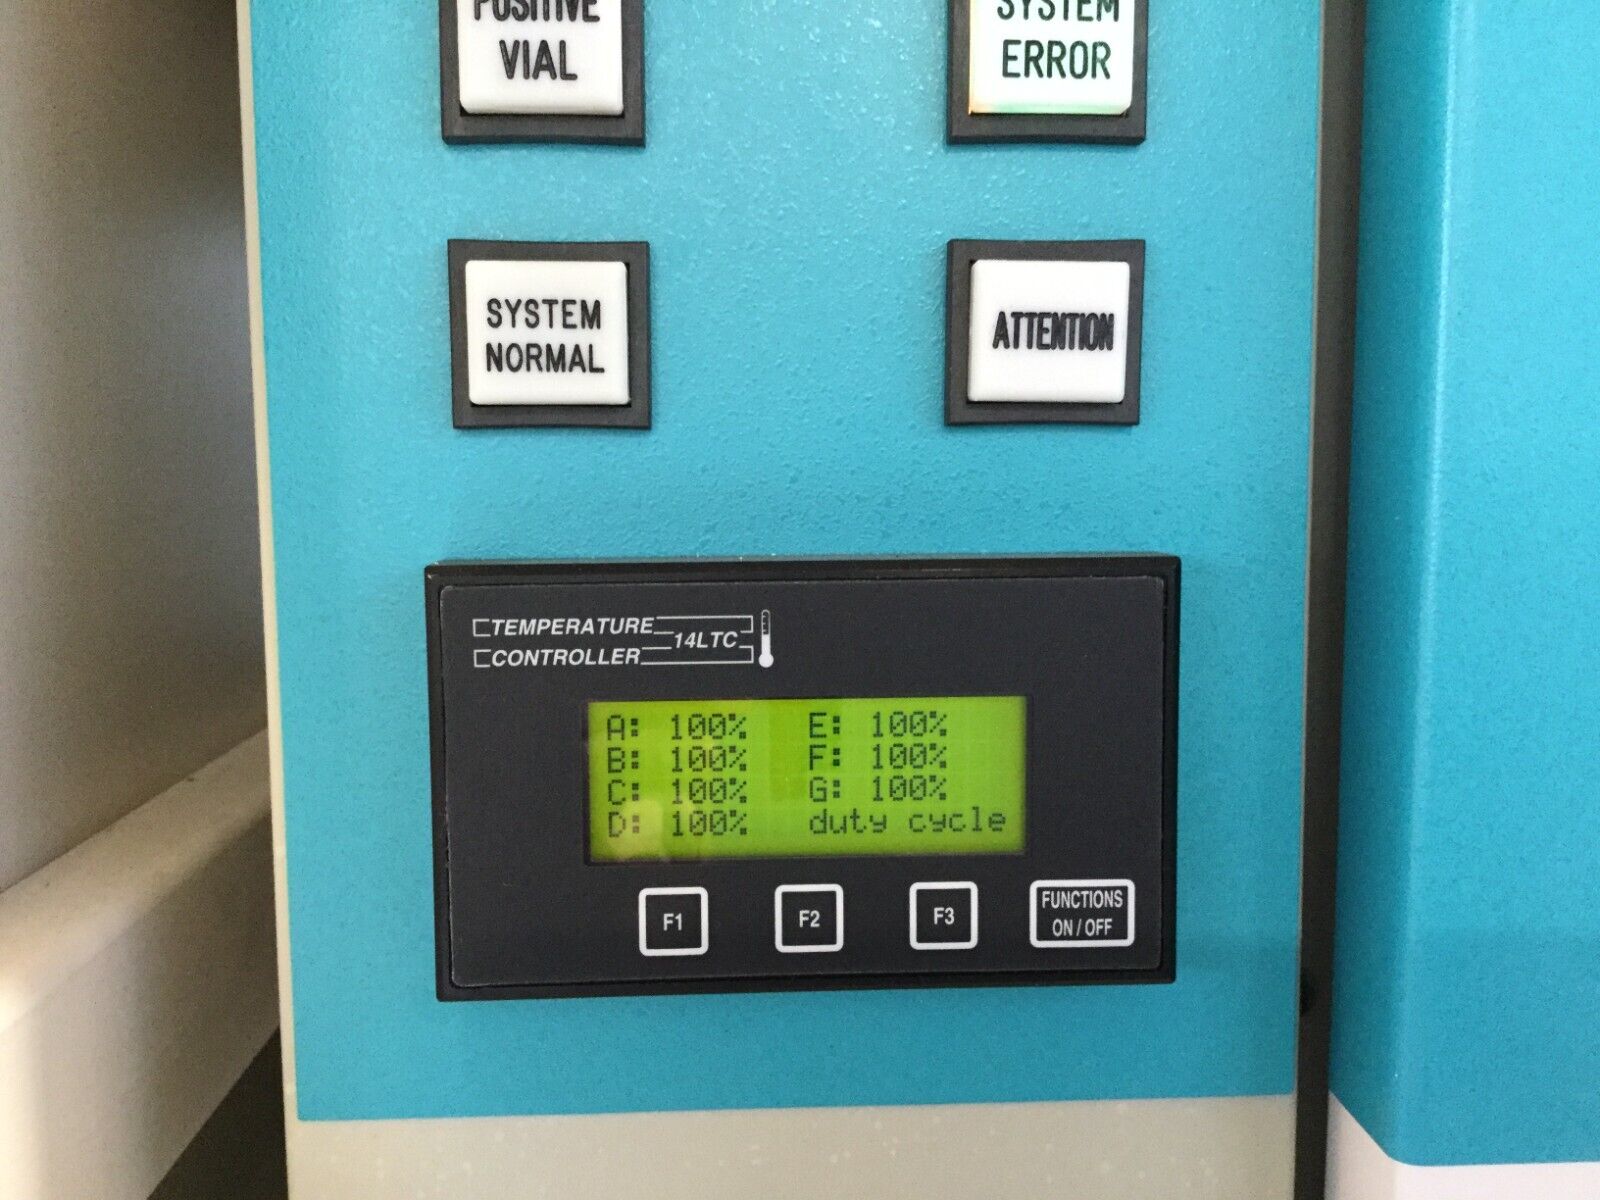 POSITIVE
VIAL
SYSTEM
ERROR
SYSTEM
NORMAL
ATTENTION
TEMPERATURE
CONTROLLER
14LTC
A: 100% E: 100%
B: 100% F: 100%
C: 100% G: 100%
D: 100% duty cycle
F1
F2
F3
FUNCTIONS
ON / OFF